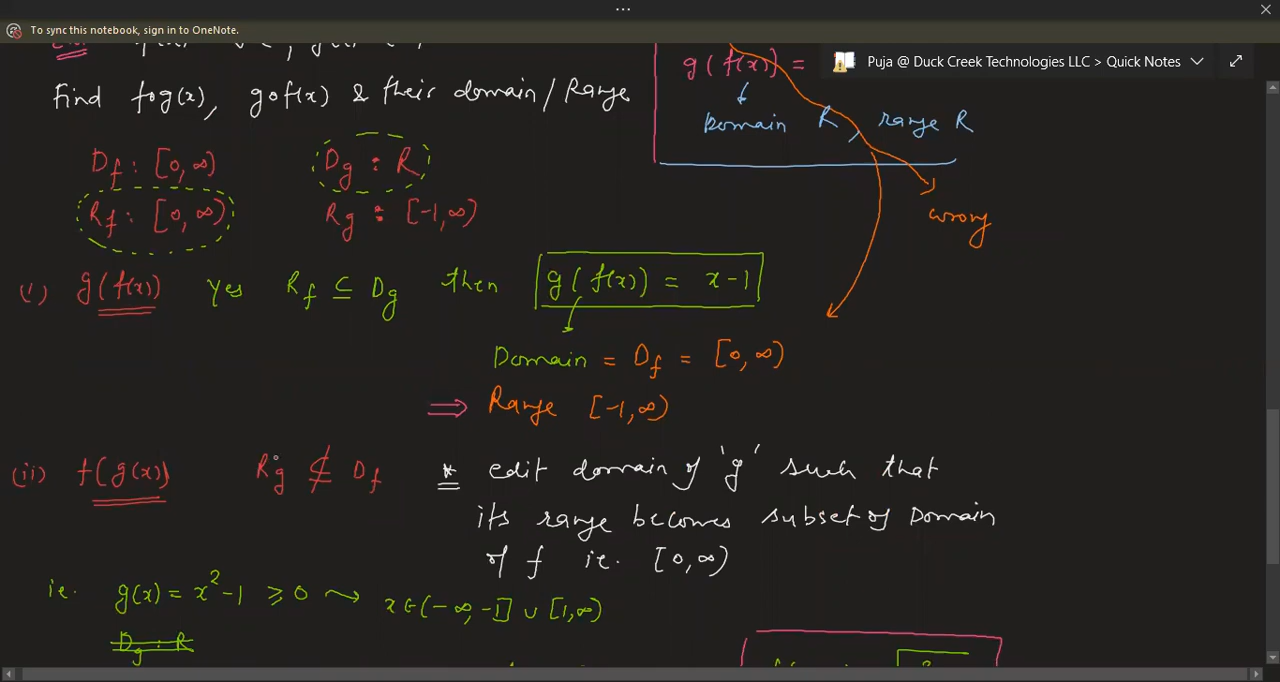 To sync this notebook, sign in to OneNote.
Puja @ Duck Creek Technologies LLC > Quick Notes
g(f(x)) =
Domain R, range R
wrong
Find fog(x), gof(x) & their domain/Range
Df : [0, ∞) Dg : R
Rf : [0, ∞) Rg : [-1, ∞)
(i) g(f(x)) Yes Rf ⊆ Dg then g(f(x)) = x-1
Domain = Df = [0, ∞)
⇒ Range [-1, ∞)
(ii) f(g(x)) Rg ⊄ Df * edit domain of 'g' such that
its range becomes subset of Domain
of f ie. [0, ∞)
ie. g(x) = x²-1 ≥ 0 ⇝ x ∈ (-∞, -1] ∪ [1, ∞)
Dg : R